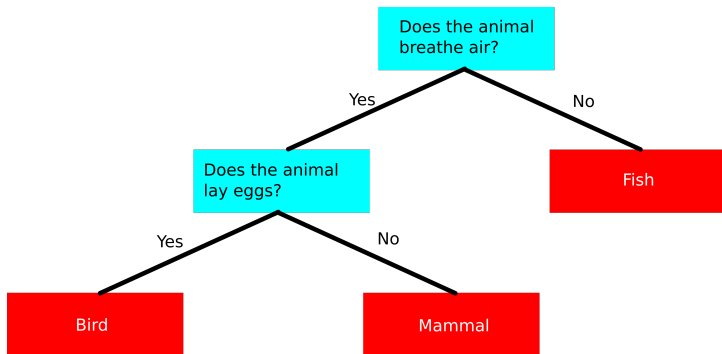 Does the animal
breathe air?
Yes
No
Does the animal
lay eggs?
Fish
Yes
No
Bird
Mammal